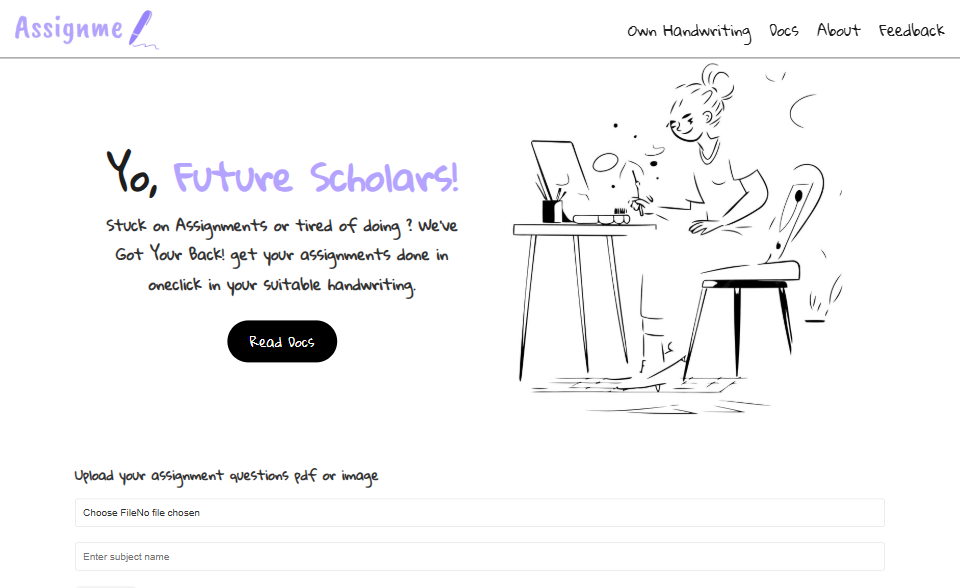 Assignme
Own Handwriting Docs About Feedback
Yo, Future Scholars!
Stuck on Assignments or tired of doing ? We've
Got Your Back! get your assignments done in
oneclick in your suitable handwriting.
Read Docs
Upload your assignment questions pdf or image
Choose FileNo file chosen
Enter subject name